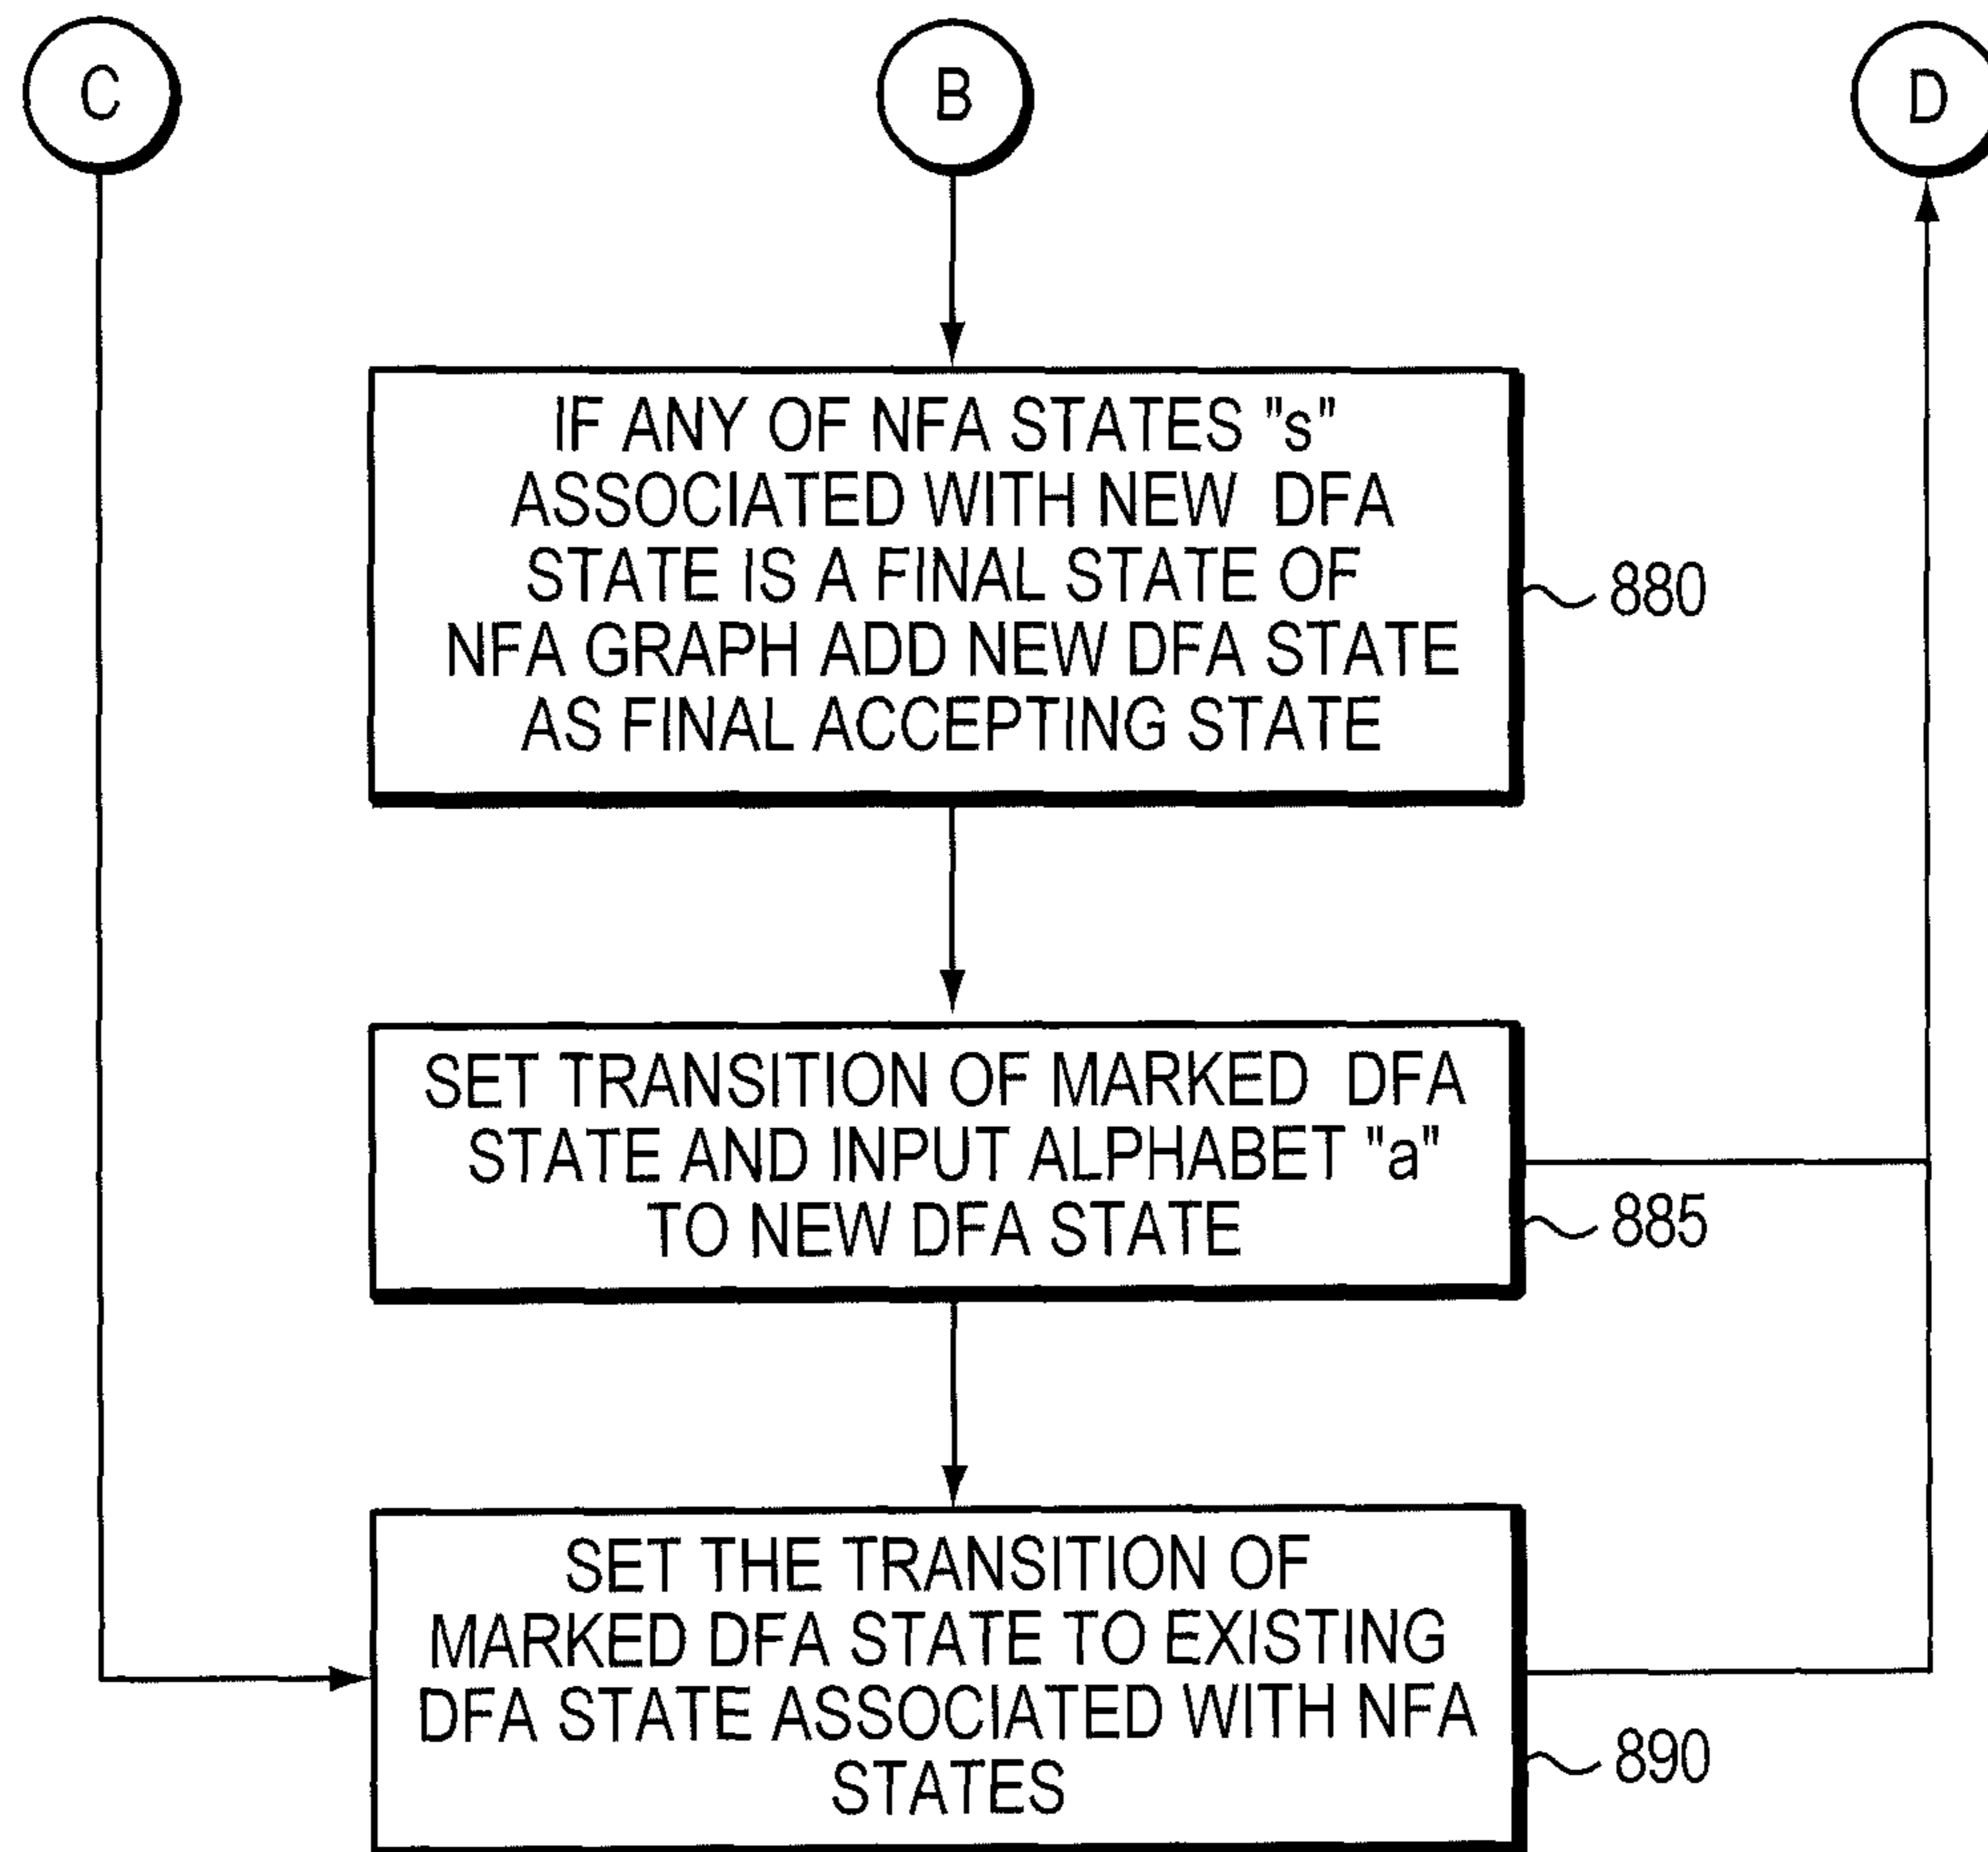 C
B
D
IF ANY OF NFA STATES "s"
ASSOCIATED WITH NEW DFA
STATE IS A FINAL STATE OF
NFA GRAPH ADD NEW DFA STATE
AS FINAL ACCEPTING STATE
880
SET TRANSITION OF MARKED DFA
STATE AND INPUT ALPHABET "a"
TO NEW DFA STATE
885
SET THE TRANSITION OF
MARKED DFA STATE TO EXISTING
DFA STATE ASSOCIATED WITH NFA
STATES
890